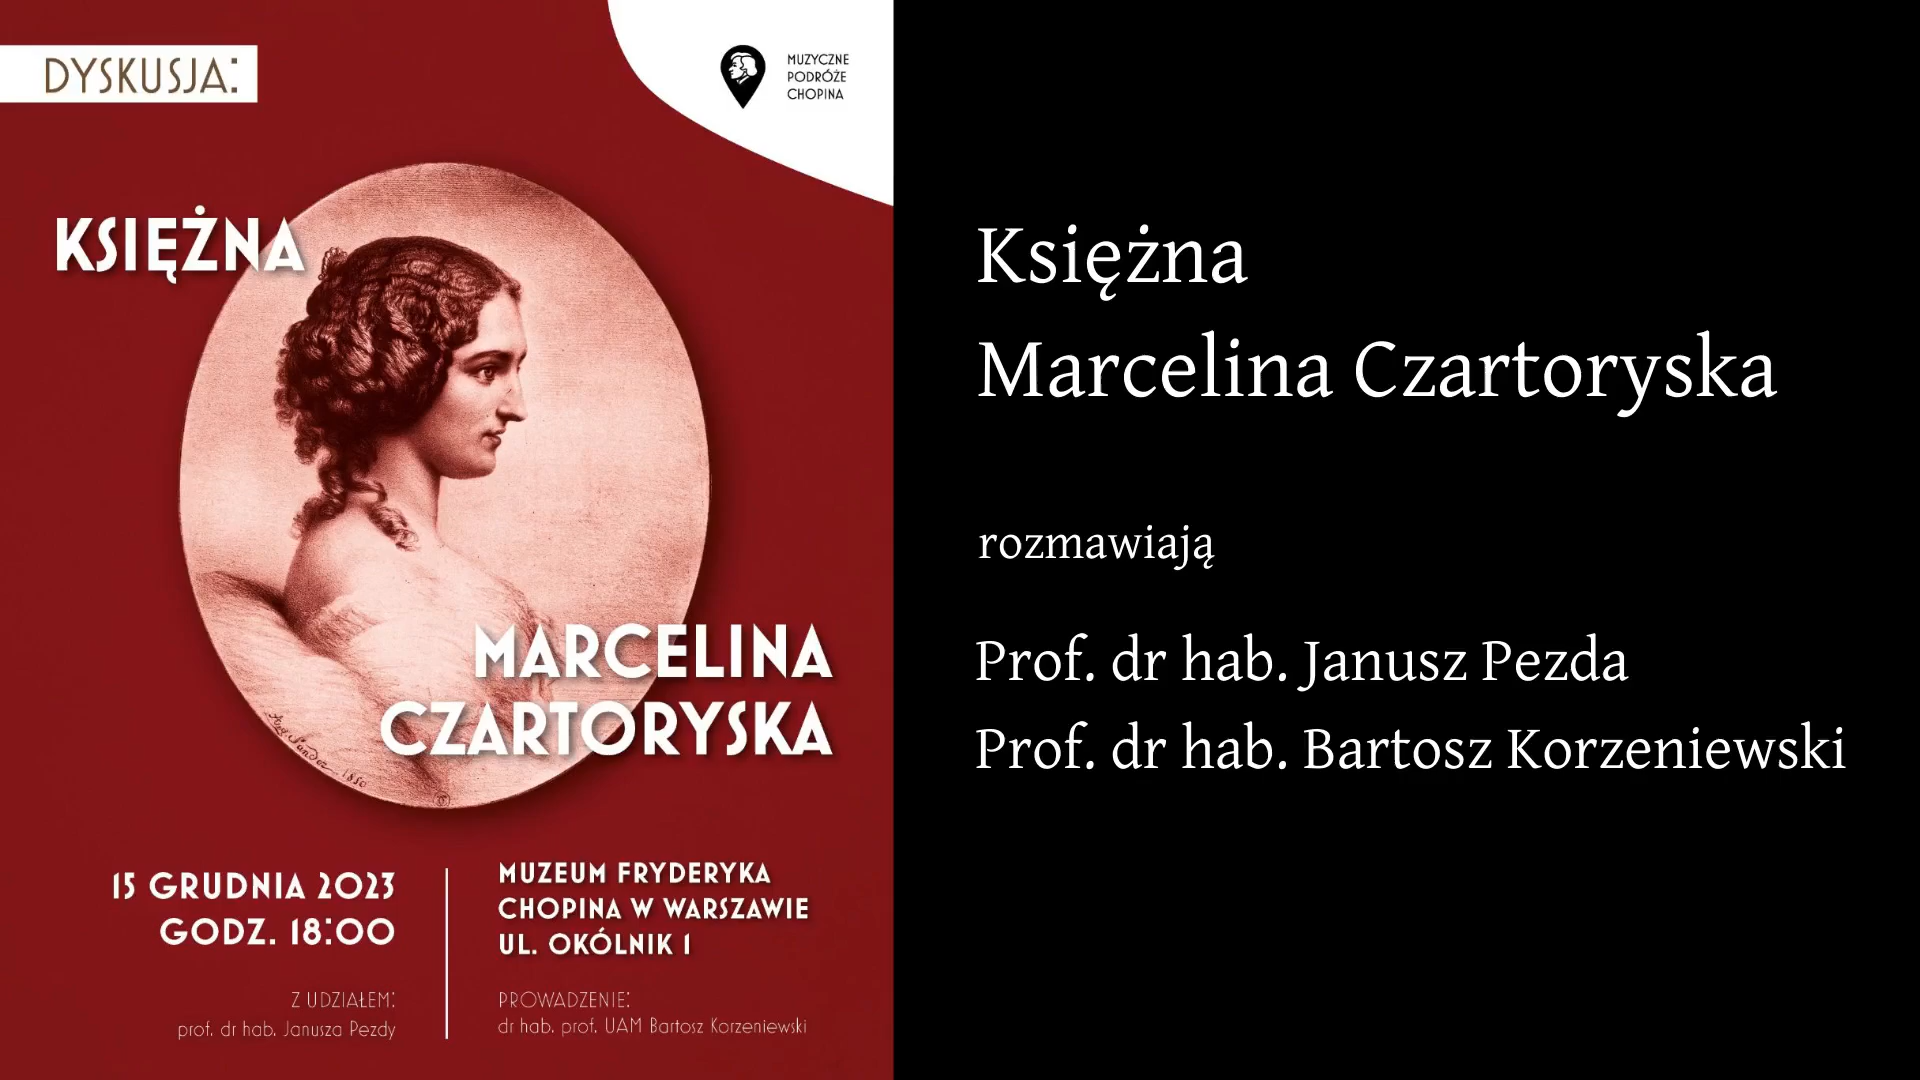 DYSKUSJA:
MUZYCZNE
PODRÓŻE
CHOPINA
KSIĘŻNA
MARCELINA
CZARTORYSKA
1850
15 GRUDNIA 2023
GODZ. 18:00
MUZEUM FRYDERYKA
CHOPINA W WARSZAWIE
UL. OKÓLNIK 1
Z UDZIAŁEM:
prof. dr hab. Janusza Pezdy
PROWADZENIE:
dr hab. prof. UAM Bartosz Korzeniewski
Księżna
Marcelina Czartoryska
rozmawiają
Prof. dr hab. Janusz Pezda
Prof. dr hab. Bartosz Korzeniewski